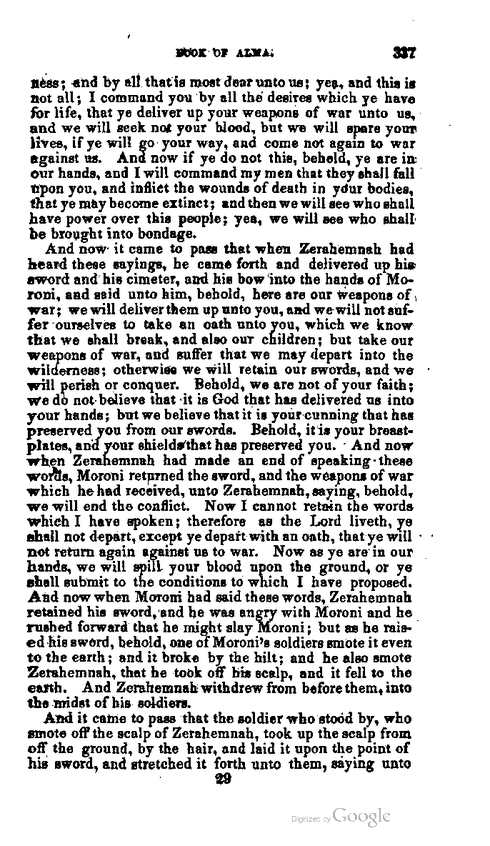 BOOK OF ALMA. 337
ness; and by all that is most dear unto us; yea, and this is
not all; I command you by all the desires which ye have
for life, that ye deliver up your weapons of war unto us,
and we will seek not your blood, but we will spare your
lives, if ye will go your way, and come not again to war
against us. And now if ye do not this, behold, ye are in
our hands, and I will command my men that they shall fall
upon you, and inflict the wounds of death in your bodies,
that ye may become extinct; and then we will see who shall
have power over this people; yea, we will see who shall
be brought into bondage.
And now it came to pass that when Zerahemnah had
heard these sayings, he came forth and delivered up his
sword and his cimeter, and his bow into the hands of Mo-
roni, and said unto him, behold, here are our weapons of
war; we will deliver them up unto you, and we will not suf-
fer ourselves to take an oath unto you, which we know
that we shall break, and also our children; but take our
weapons of war, and suffer that we may depart into the
wilderness; otherwise we will retain our swords, and we
will perish or conquer. Behold, we are not of your faith;
we do not believe that it is God that has delivered us into
your hands; but we believe that it is your cunning that has
preserved you from our swords. Behold, it is your breast-
plates, and your shields that has preserved you. And now
when Zerahemnah had made an end of speaking these
words, Moroni returned the sword, and the weapons of war
which he had received, unto Zerahemnah, saying, behold,
we will end the conflict. Now I cannot retain the words
which I have spoken; therefore as the Lord liveth, ye
shall not depart, except ye depart with an oath, that ye will
not return again against us to war. Now as ye are in our
hands, we will spill your blood upon the ground, or ye
shall submit to the conditions to which I have proposed.
And now when Moroni had said these words, Zerahemnah
retained his sword, and he was angry with Moroni and he
rushed forward that he might slay Moroni; but as he rais-
ed his sword, behold, one of Moroni's soldiers smote it even
to the earth; and it broke by the hilt; and he also smote
Zerahemnah, that he took off his scalp, and it fell to the
earth. And Zerahemnah withdrew from before them, into
the midst of his soldiers.
And it came to pass that the soldier who stood by, who
smote off the scalp of Zerahemnah, took up the scalp from
off the ground, by the hair, and laid it upon the point of
his sword, and stretched it forth unto them, saying unto
29
Digitized by Google